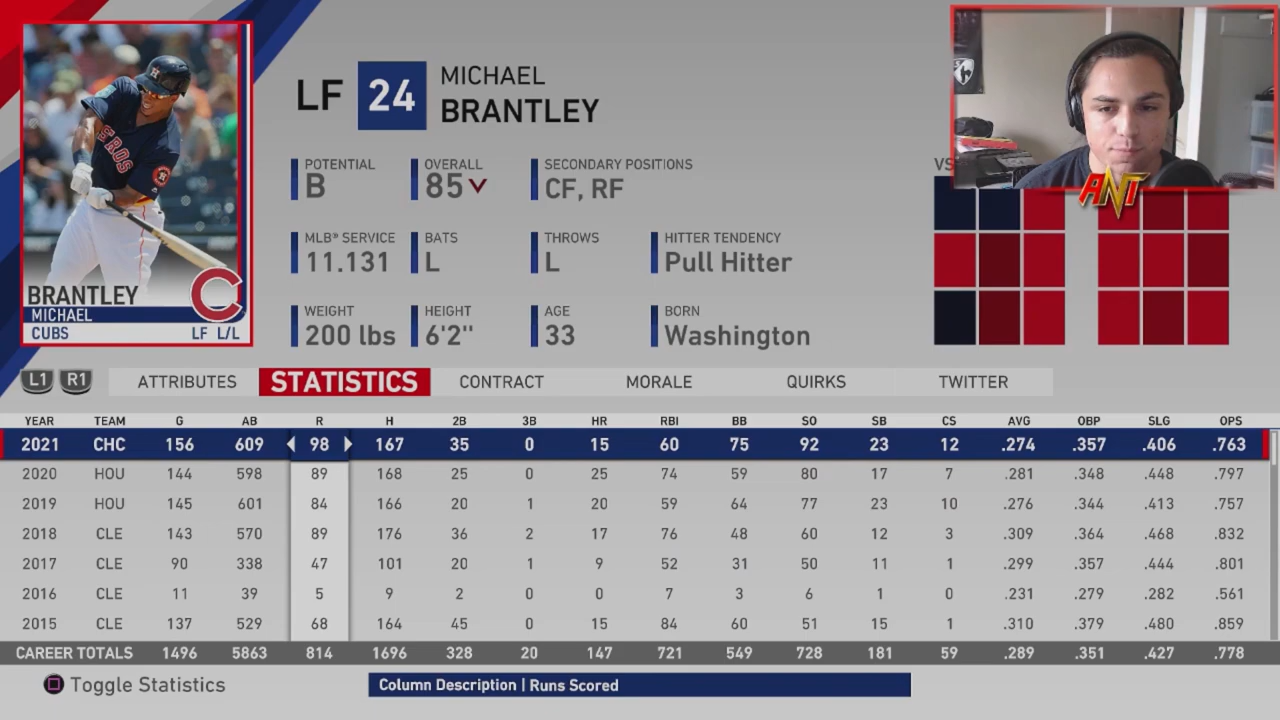 ASTROS
BRANTLEY
MICHAEL
CUBS LF L/L
LF 24 MICHAEL
BRANTLEY
POTENTIAL OVERALL SECONDARY POSITIONS
B 85 CF, RF
MLB® SERVICE BATS THROWS HITTER TENDENCY
11.131 L L Pull Hitter
WEIGHT HEIGHT AGE BORN
200 lbs 6'2" 33 Washington
VS
ANT
L1 R1 ATTRIBUTES STATISTICS CONTRACT MORALE QUIRKS TWITTER
YEAR TEAM G AB R H 2B 3B HR RBI BB SO SB CS AVG OBP SLG OPS
2021 CHC 156 609 98 167 35 0 15 60 75 92 23 12 .274 .357 .406 .763
2020 HOU 144 598 89 168 25 0 25 74 59 80 17 7 .281 .348 .448 .797
2019 HOU 145 601 84 166 20 1 20 59 64 77 23 10 .276 .344 .413 .757
2018 CLE 143 570 89 176 36 2 17 76 48 60 12 3 .309 .364 .468 .832
2017 CLE 90 338 47 101 20 1 9 52 31 50 11 1 .299 .357 .444 .801
2016 CLE 11 39 5 9 2 0 0 7 3 6 1 0 .231 .279 .282 .561
2015 CLE 137 529 68 164 45 0 15 84 60 51 15 1 .310 .379 .480 .859
CAREER TOTALS 1496 5863 814 1696 328 20 147 721 549 728 181 59 .289 .351 .427 .778
Toggle Statistics
Column Description | Runs Scored